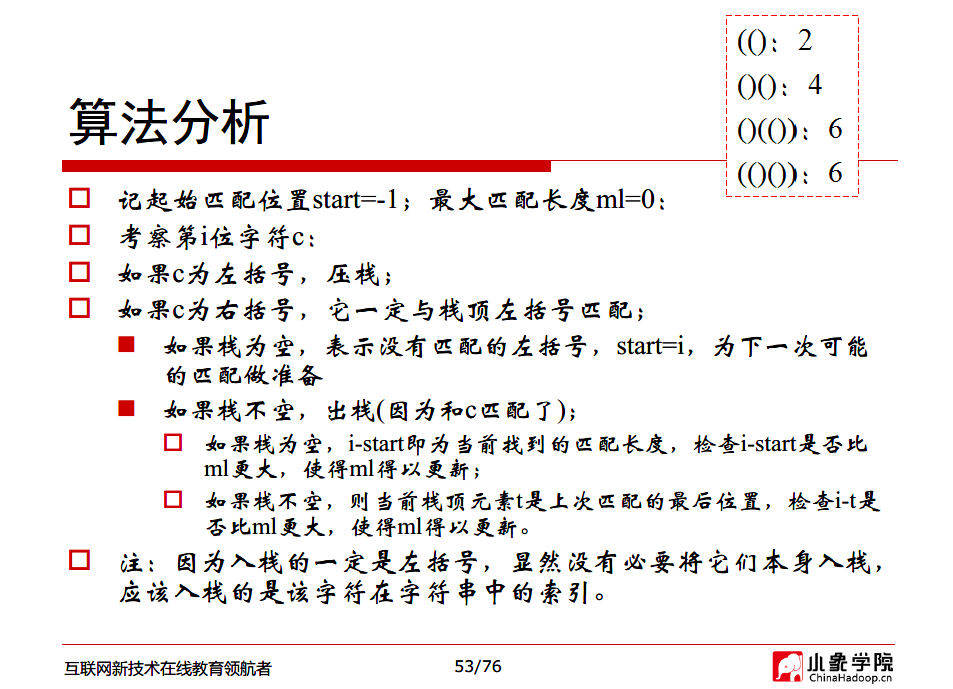 (()：2
()()：4
()(())：6
(()())：6
算法分析
记起始匹配位置start=-1；最大匹配长度ml=0：
考察第i位字符c：
如果c为左括号，压栈；
如果c为右括号，它一定与栈顶左括号匹配；
如果栈为空，表示没有匹配的左括号，start=i，为下一次可能
的匹配做准备
如果栈不空，出栈(因为和c匹配了)；
如果栈为空，i-start即为当前找到的匹配长度，检查i-start是否比
ml更大，使得ml得以更新；
如果栈不空，则当前栈顶元素t是上次匹配的最后位置，检查i-t是
否比ml更大，使得ml得以更新。
注：因为入栈的一定是左括号，显然没有必要将它们本身入栈，
应该入栈的是该字符在字符串中的索引。
互联网新技术在线教育领航者
53/76
小象学院
ChinaHadoop.cn